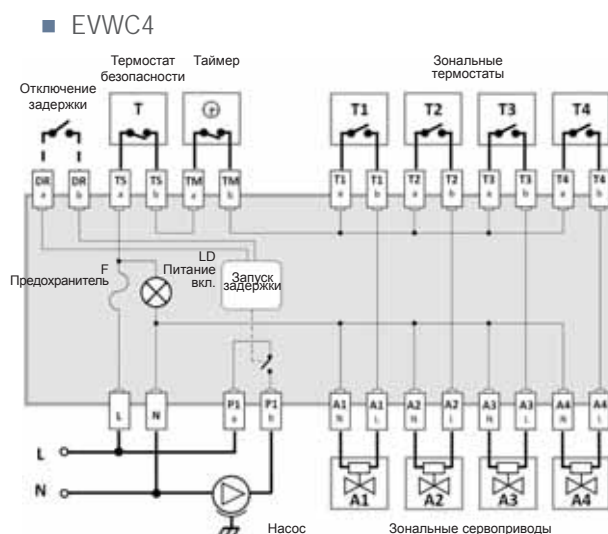 EVWC4
Термостат безопасности
Таймер
Зональные термостаты
Отключение задержки
T
T1 T2 T3 T4
DR a DR b TS a TS b TM a TM b T1 a T1 b T2 a T2 b T3 a T3 b T4 a T4 b
F
Предохранитель
LD
Питание вкл.
Запуск задержки
L N P1 a P1 b A1 N A1 L A2 N A2 L A3 N A3 L A4 N A4 L
L
N
A1 A2 A3 A4
Насос
Зональные сервоприводы